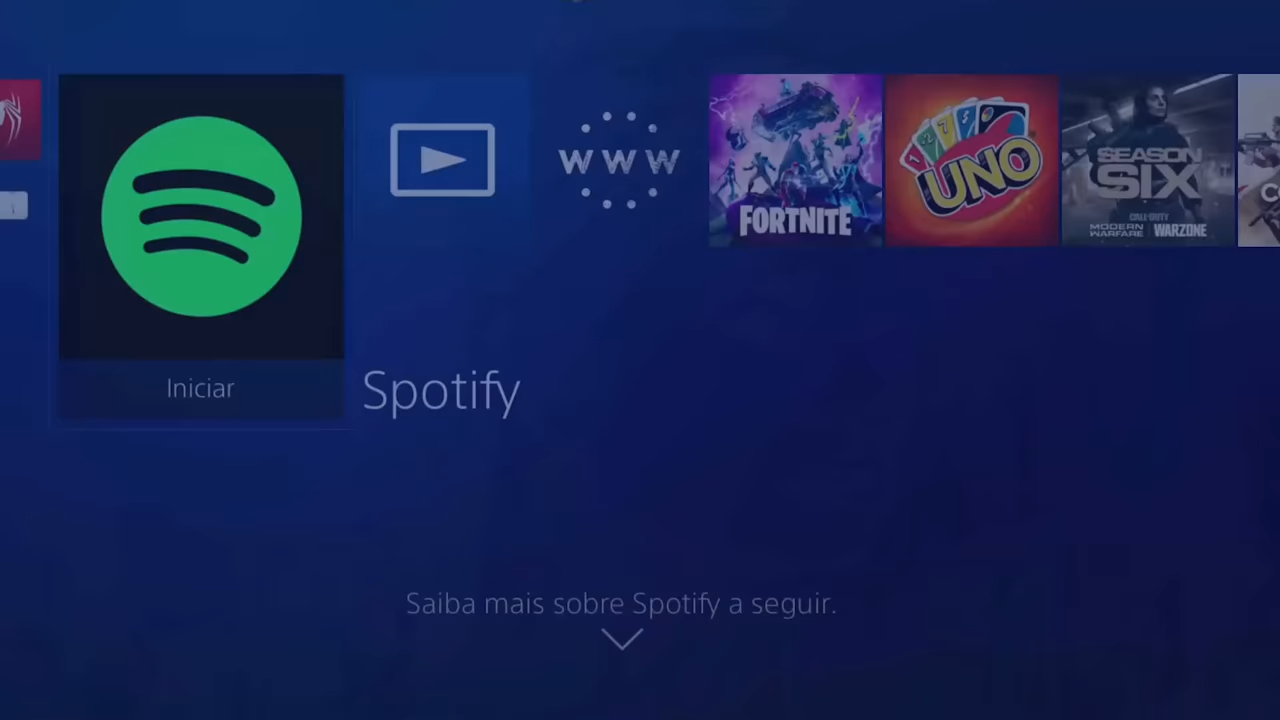 WWW
FORTNITE
UNO
SEASON
SIX
CALL OF DUTY
MODERN
WARFARE
WARZONE
Iniciar
Spotify
Saiba mais sobre Spotify a seguir.